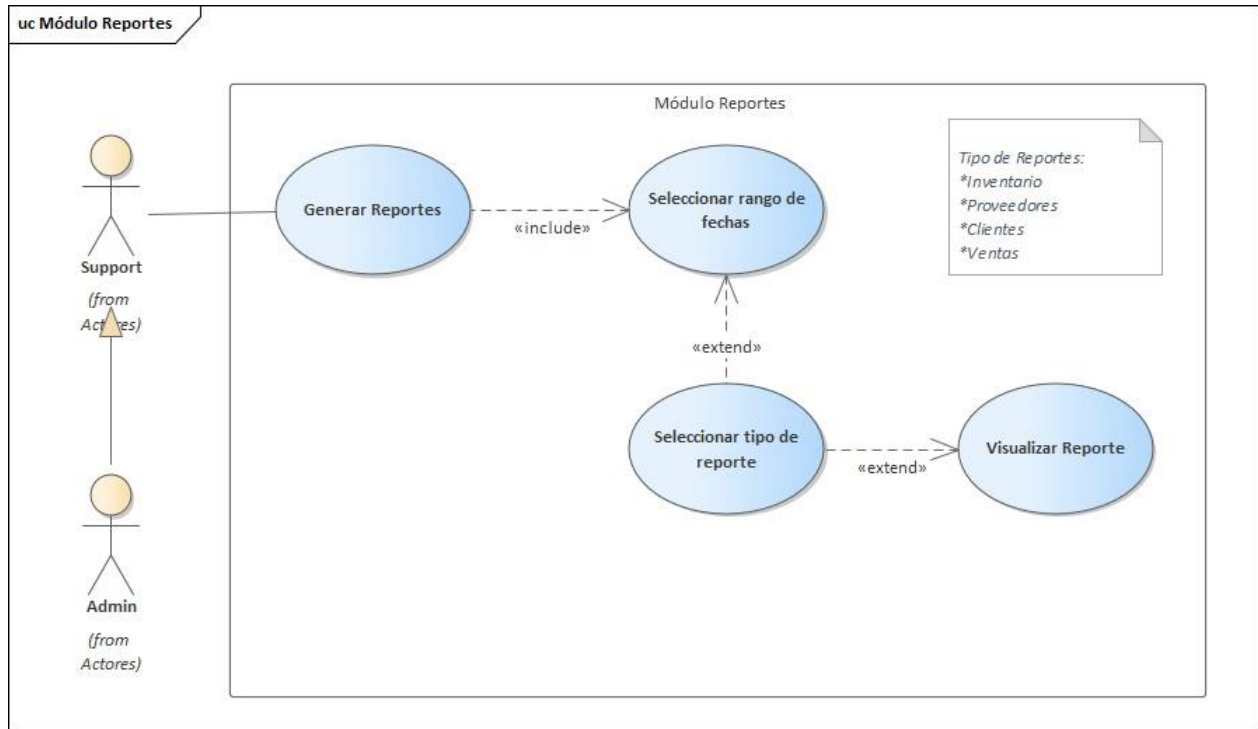 uc Módulo Reportes
Módulo Reportes
Tipo de Reportes:
*Inventario
*Proveedores
*Clientes
*Ventas
Generar Reportes
«include»
Seleccionar rango de
fechas
Support
(from
Actores)
«extend»
Seleccionar tipo de
reporte
«extend»
Visualizar Reporte
Admin
(from
Actores)